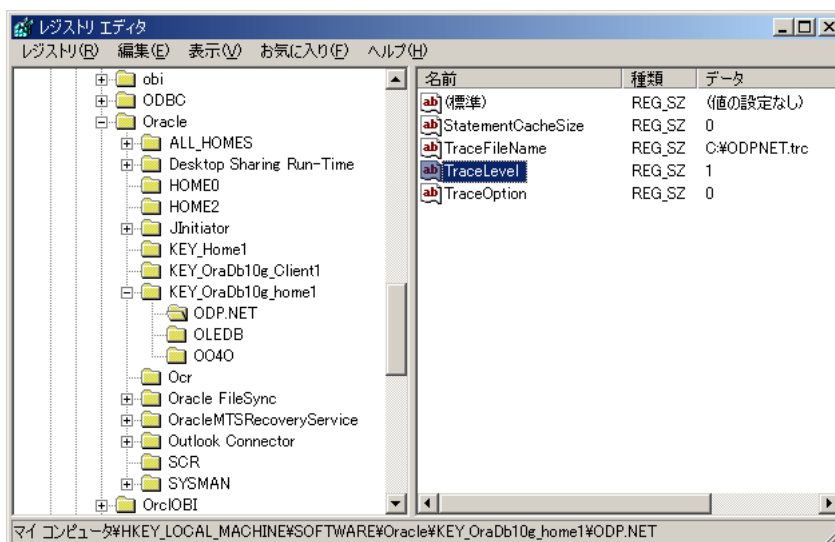 レジストリ エディタ
レジストリ(R) 編集(E) 表示(V) お気に入り(F) ヘルプ(H)
obi
ODBC
Oracle
ALL_HOMES
Desktop Sharing Run-Time
HOME0
HOME2
JInitiator
KEY_Home1
KEY_OraDb10g_Client1
KEY_OraDb10g_home1
ODP.NET
OLEDB
OO4O
Ocr
Oracle FileSync
OracleMTSRecoveryService
Outlook Connector
SCR
SYSMAN
OrclOBI
名前 種類 データ
ab (標準) REG_SZ (値の設定なし)
ab StatementCacheSize REG_SZ 0
ab TraceFileName REG_SZ C:¥ODPNET.trc
ab TraceLevel REG_SZ 1
ab TraceOption REG_SZ 0
マイ コンピュータ¥HKEY_LOCAL_MACHINE¥SOFTWARE¥Oracle¥KEY_OraDb10g_home1¥ODP.NET